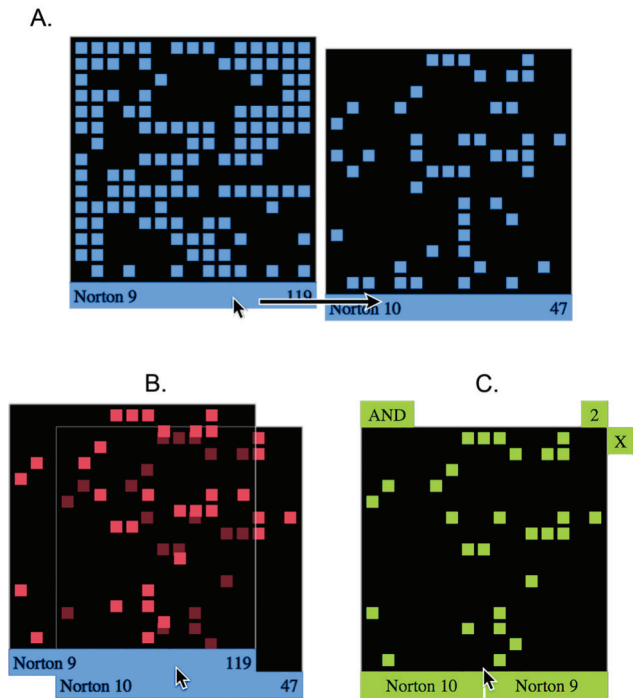 A.
Norton 9 119
Norton 10 47
B.
C.
AND 2
X
Norton 9 119
Norton 10 47
Norton 10 Norton 9